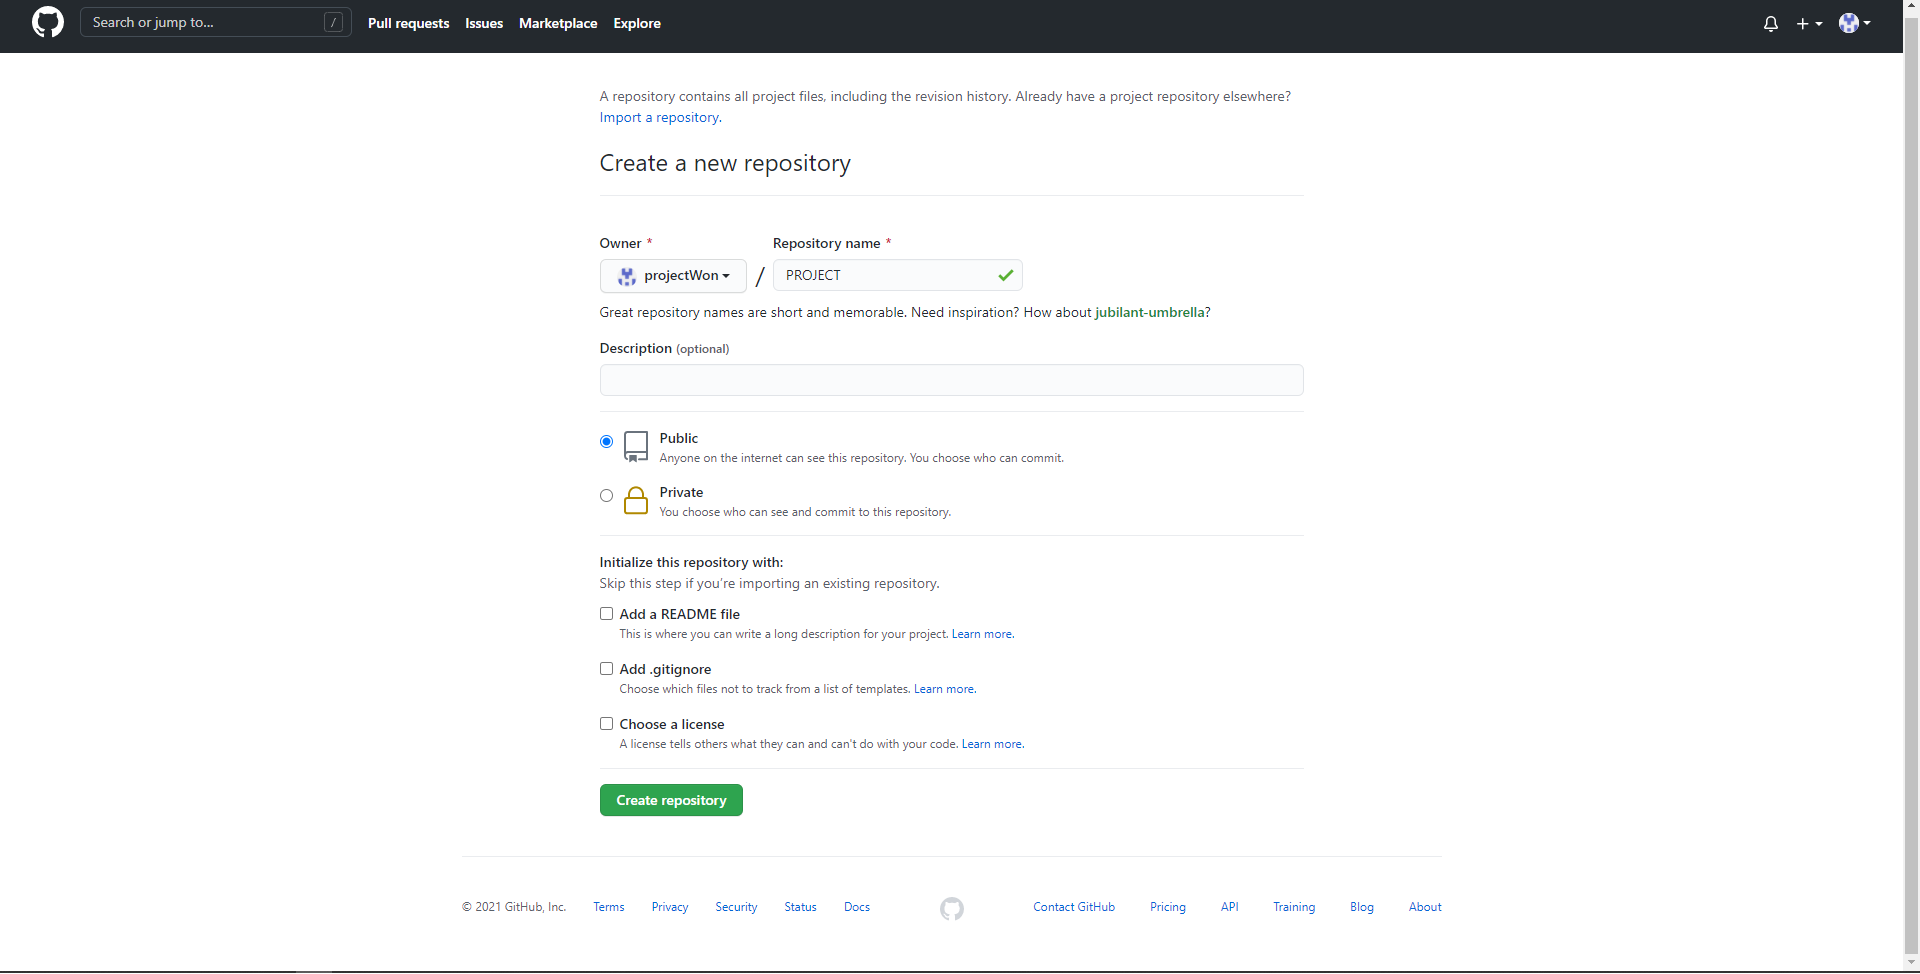 Search or jump to... /
Pull requests Issues Marketplace Explore
A repository contains all project files, including the revision history. Already have a project repository elsewhere?
Import a repository.
Create a new repository
Owner * Repository name *
projectWon / PROJECT
Great repository names are short and memorable. Need inspiration? How about jubilant-umbrella?
Description (optional)
Public
Anyone on the internet can see this repository. You choose who can commit.
Private
You choose who can see and commit to this repository.
Initialize this repository with:
Skip this step if you're importing an existing repository.
Add a README file
This is where you can write a long description for your project. Learn more.
Add .gitignore
Choose which files not to track from a list of templates. Learn more.
Choose a license
A license tells others what they can and can't do with your code. Learn more.
Create repository
© 2021 GitHub, Inc. Terms Privacy Security Status Docs Contact GitHub Pricing API Training Blog About